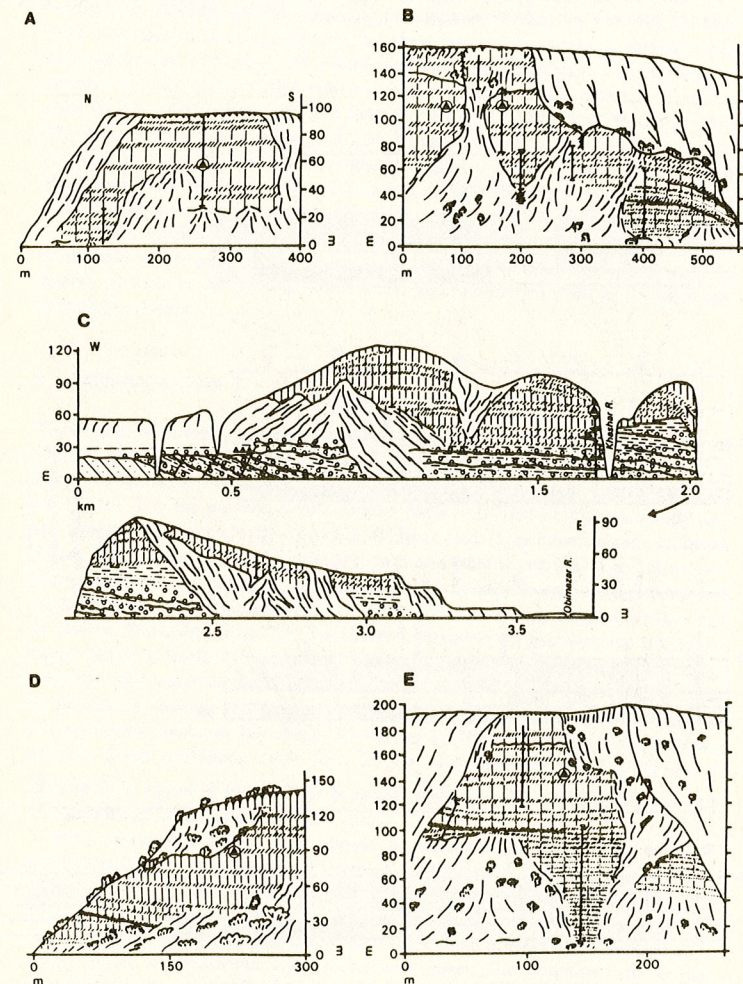 A
N S
100
80
60
40
20
0 m
0 100 200 300 400
m
B
160
140
120
100
80
60
40
20
m 0
0 100 200 300 400 500
m
C
W
120
90
60
30
m 0
Khashar R.
0 0.5 1.5 2.0
km
E
90
60
30
0 m
Obimazar R.
2.5 3.0 3.5
D
150
120
90
60
30
0 m
0 150 300
m
E
200
180
160
140
120
100
80
60
40
20
m 0
0 100 200
m